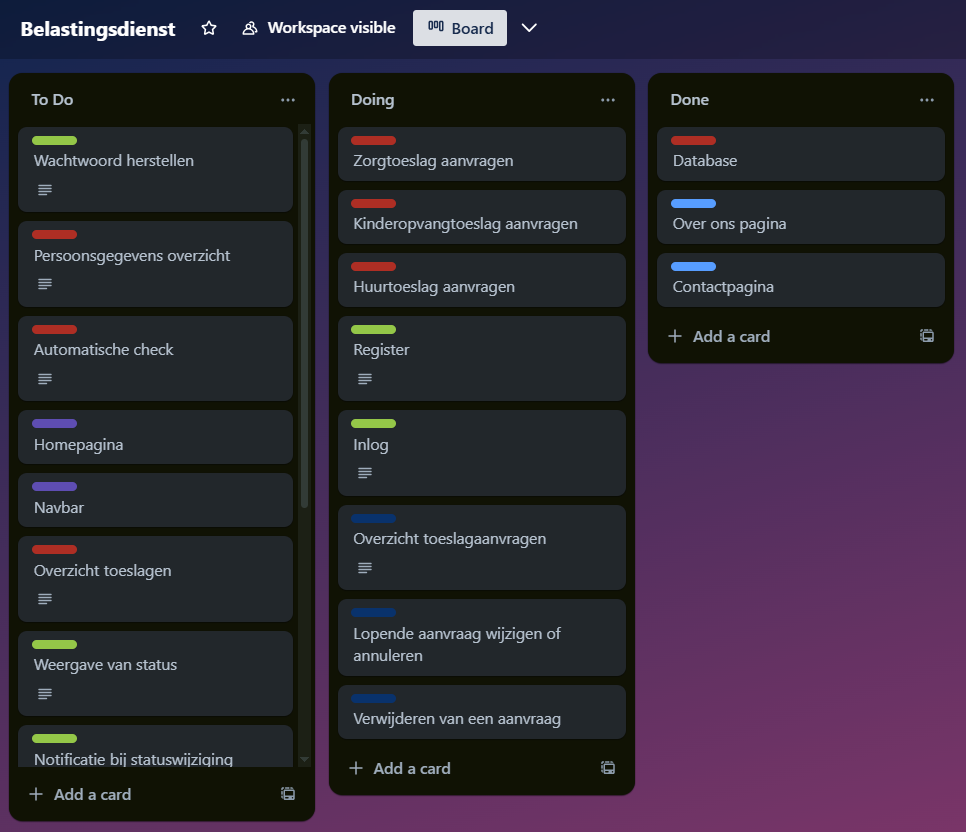 Belastingsdienst
Workspace visible
Board
To Do
Wachtwoord herstellen
Persoonsgegevens overzicht
Automatische check
Homepagina
Navbar
Overzicht toeslagen
Weergave van status
Notificatie bij statuswijziging
Add a card
Doing
Zorgtoeslag aanvragen
Kinderopvangtoeslag aanvragen
Huurtoeslag aanvragen
Register
Inlog
Overzicht toeslagaanvragen
Lopende aanvraag wijzigen of
annuleren
Verwijderen van een aanvraag
Add a card
Done
Database
Over ons pagina
Contactpagina
Add a card